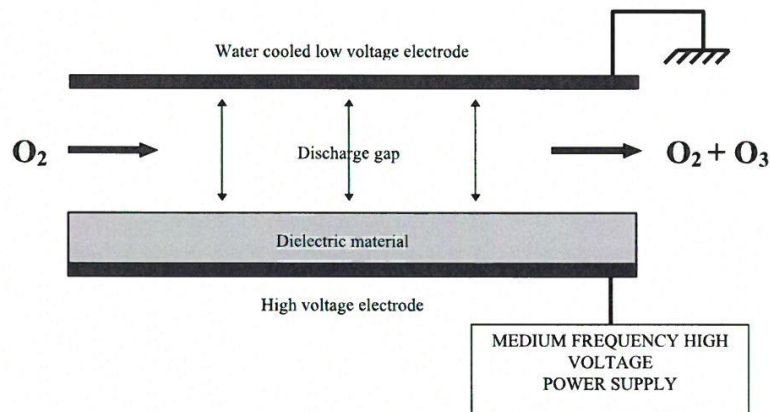 Water cooled low voltage electrode
O₂
Discharge gap
O₂ + O₃
Dielectric material
High voltage electrode
MEDIUM FREQUENCY HIGH
VOLTAGE
POWER SUPPLY